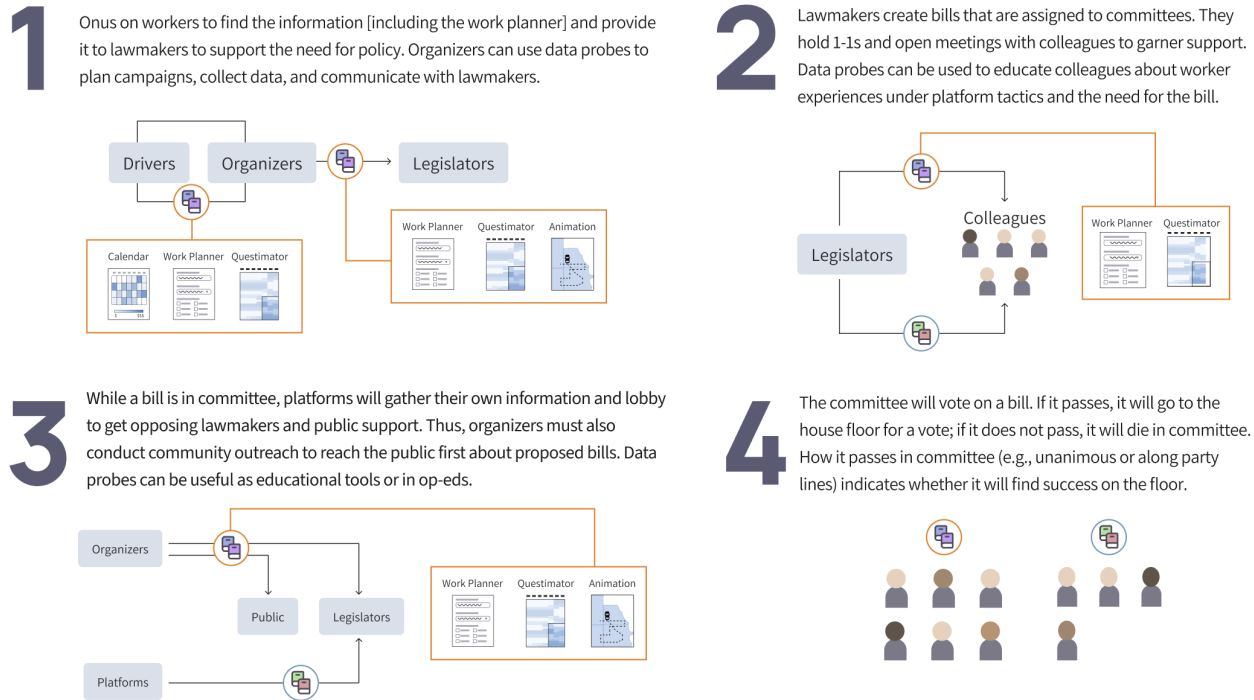 1
Onus on workers to find the information [including the work planner] and provide
it to lawmakers to support the need for policy. Organizers can use data probes to
plan campaigns, collect data, and communicate with lawmakers.
Drivers
Organizers
Legislators
Calendar
Work Planner
Questimator
1
515
Work Planner
Questimator
Animation
2
Lawmakers create bills that are assigned to committees. They
hold 1-1s and open meetings with colleagues to garner support.
Data probes can be used to educate colleagues about worker
experiences under platform tactics and the need for the bill.
Legislators
Colleagues
Work Planner
Questimator
3
While a bill is in committee, platforms will gather their own information and lobby
to get opposing lawmakers and public support. Thus, organizers must also
conduct community outreach to reach the public first about proposed bills. Data
probes can be useful as educational tools or in op-eds.
Organizers
Public
Legislators
Platforms
Work Planner
Questimator
Animation
4
The committee will vote on a bill. If it passes, it will go to the
house floor for a vote; if it does not pass, it will die in committee.
How it passes in committee (e.g., unanimous or along party
lines) indicates whether it will find success on the floor.